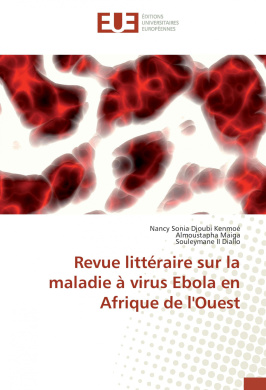 EUE
ÉDITIONS
UNIVERSITAIRES
EUROPÉENNES
Nancy Sonia Djoubi Kenmoe
Almoustapha Maiga
Souleymane II Diallo
Revue littéraire sur la
maladie à virus Ebola en
Afrique de l'Ouest